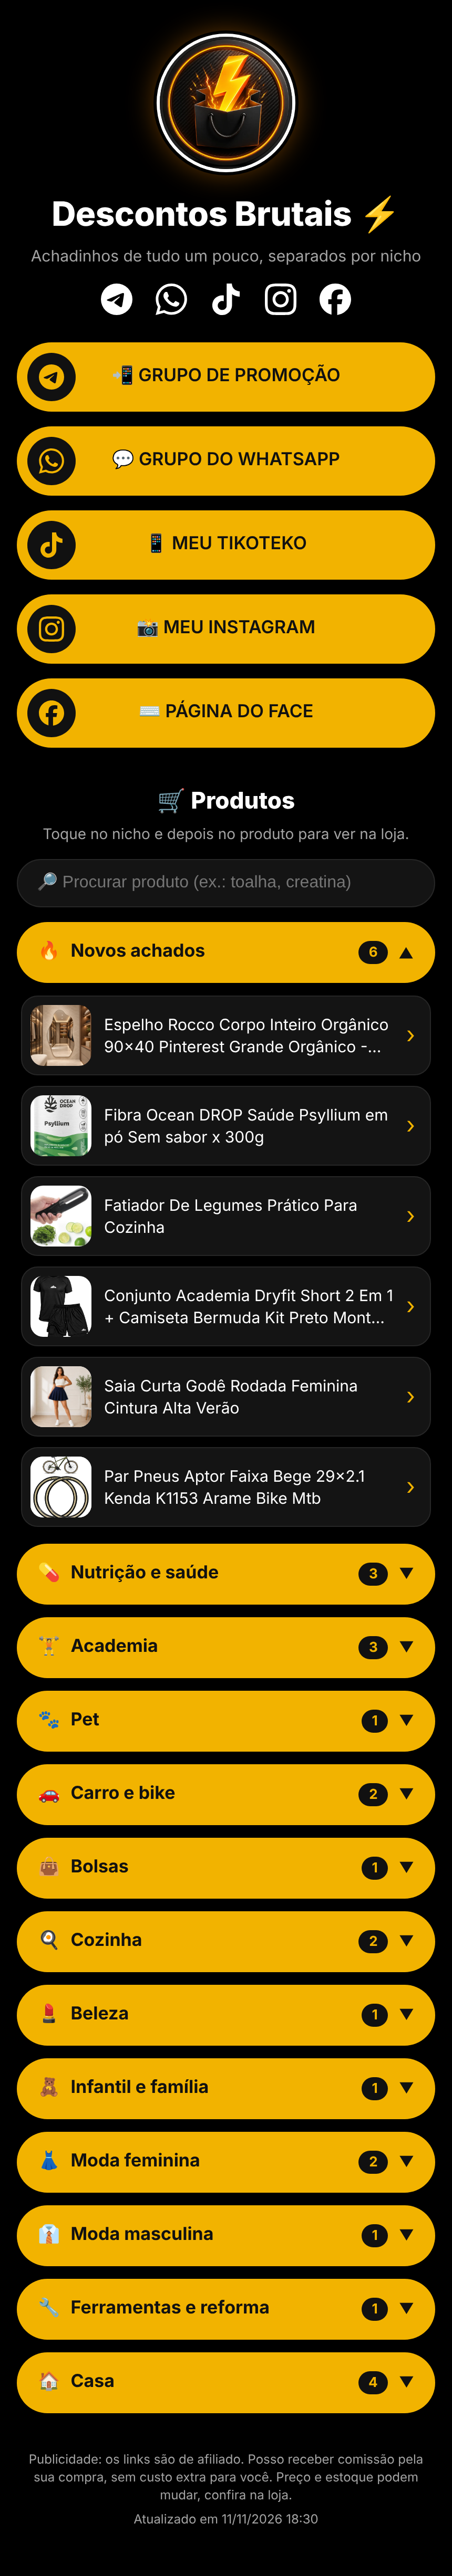 Descontos Brutais ⚡
Achadinhos de tudo um pouco, separados por nicho
📲 GRUPO DE PROMOÇÃO
💬 GRUPO DO WHATSAPP
📱 MEU TIKOTEKO
📸 MEU INSTAGRAM
⌨️ PÁGINA DO FACE
🛒 Produtos
Toque no nicho e depois no produto para ver na loja.
🔎 Procurar produto (ex.: toalha, creatina)
🔥 Novos achados 6 ▲
Espelho Rocco Corpo Inteiro Orgânico
90x40 Pinterest Grande Orgânico -... ›
OCEAN
DROP
Psyllium
Fibra Ocean DROP Saúde Psyllium em
pó Sem sabor x 300g ›
Fatiador De Legumes Prático Para
Cozinha ›
Conjunto Academia Dryfit Short 2 Em 1
+ Camiseta Bermuda Kit Preto Mont... ›
Saia Curta Godê Rodada Feminina
Cintura Alta Verão ›
Par Pneus Aptor Faixa Bege 29x2.1
Kenda K1153 Arame Bike Mtb ›
💊 Nutrição e saúde 3 ▼
🏋️ Academia 3 ▼
🐾 Pet 1 ▼
🚗 Carro e bike 2 ▼
👜 Bolsas 1 ▼
🍳 Cozinha 2 ▼
💄 Beleza 1 ▼
🧸 Infantil e família 1 ▼
👗 Moda feminina 2 ▼
👔 Moda masculina 1 ▼
🔧 Ferramentas e reforma 1 ▼
🏠 Casa 4 ▼
Publicidade: os links são de afiliado. Posso receber comissão pela
sua compra, sem custo extra para você. Preço e estoque podem
mudar, confira na loja.
Atualizado em 11/11/2026 18:30